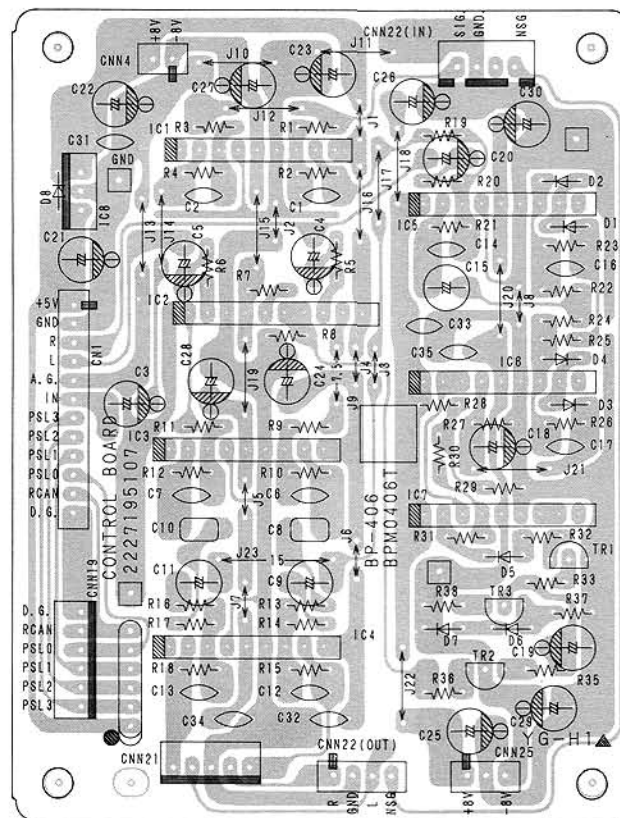 +8V
-8V
CNN4
J10
C23
J11
CNN22(IN)
SIG.
GND.
NSG
C22
C27
J12
C26
C30
C31
IC1
R3
R1
J1
R19
J18
C20
GND
R4
R2
J16
J17
R20
D2
D8
IC8
C2
C1
IC5
J13
J14
C5
J15
J2
C4
R21
D1
C14
R23
C21
R6
R5
C15
C16
R7
J20
J8
R22
+5V
IC2
GND
R8
C33
R24
R
CN1
C35
R25
L
C28
J19
C24
7.5
J4
J3
D4
A.G.
IC6
IN
C3
J9
R28
D3
PSL3
R11
R9
R27
R26
PSL2
IC3
C18
C17
PSL1
R12
R10
R30
J21
PSL0
C7
J5
C6
R29
RCAN
IC7
D.G.
C10
C8
J6
CONTROL BOARD
2227195107
BP-406
BPM0406T
R31
R32
TR1
CNN19
J23
15
D5
C11
C9
R33
D.G.
R16
J7
R13
R38
TR3
R37
RCAN
R17
R14
D7
D6
PSL0
IC4
C19
PSL1
R18
R15
TR2
PSL2
C13
C12
J22
R36
R35
PSL3
C34
C32
C25
C29
YG-H1
CNN21
CNN22(OUT)
CNN25
R
GND
L
NSG
+8V
-8V